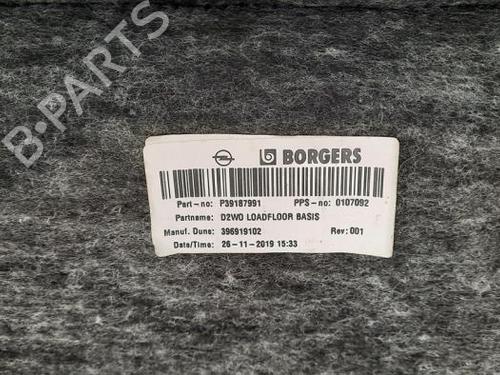 B-PARTS
BORGERS
Part-no: P39187991 PPS-no: 0107092
Partname: D2WO LOADFLOOR BASIS
Manuf. Duns: 396919102 Rev: 001
Date/Time: 26-11-2019 15:33